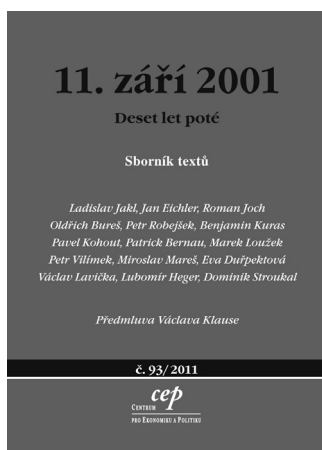 11. září 2001
Deset let poté
Sborník textů
Ladislav Jakl, Jan Eichler, Roman Joch
Oldřich Bureš, Petr Robejšek, Benjamin Kuras
Pavel Kohout, Patrick Bernau, Marek Loužek
Petr Vilímek, Miroslav Mareš, Eva Duřpektová
Václav Lavička, Lubomír Heger, Dominik Stroukal
Předmluva Václava Klause
č. 93/2011
cep
Centrum
pro Ekonomiku a Politiku